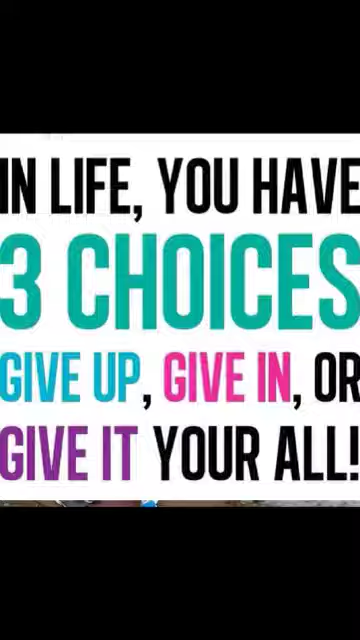 IN LIFE, YOU HAVE
3 CHOICES
GIVE UP, GIVE IN, OR
GIVE IT YOUR ALL!